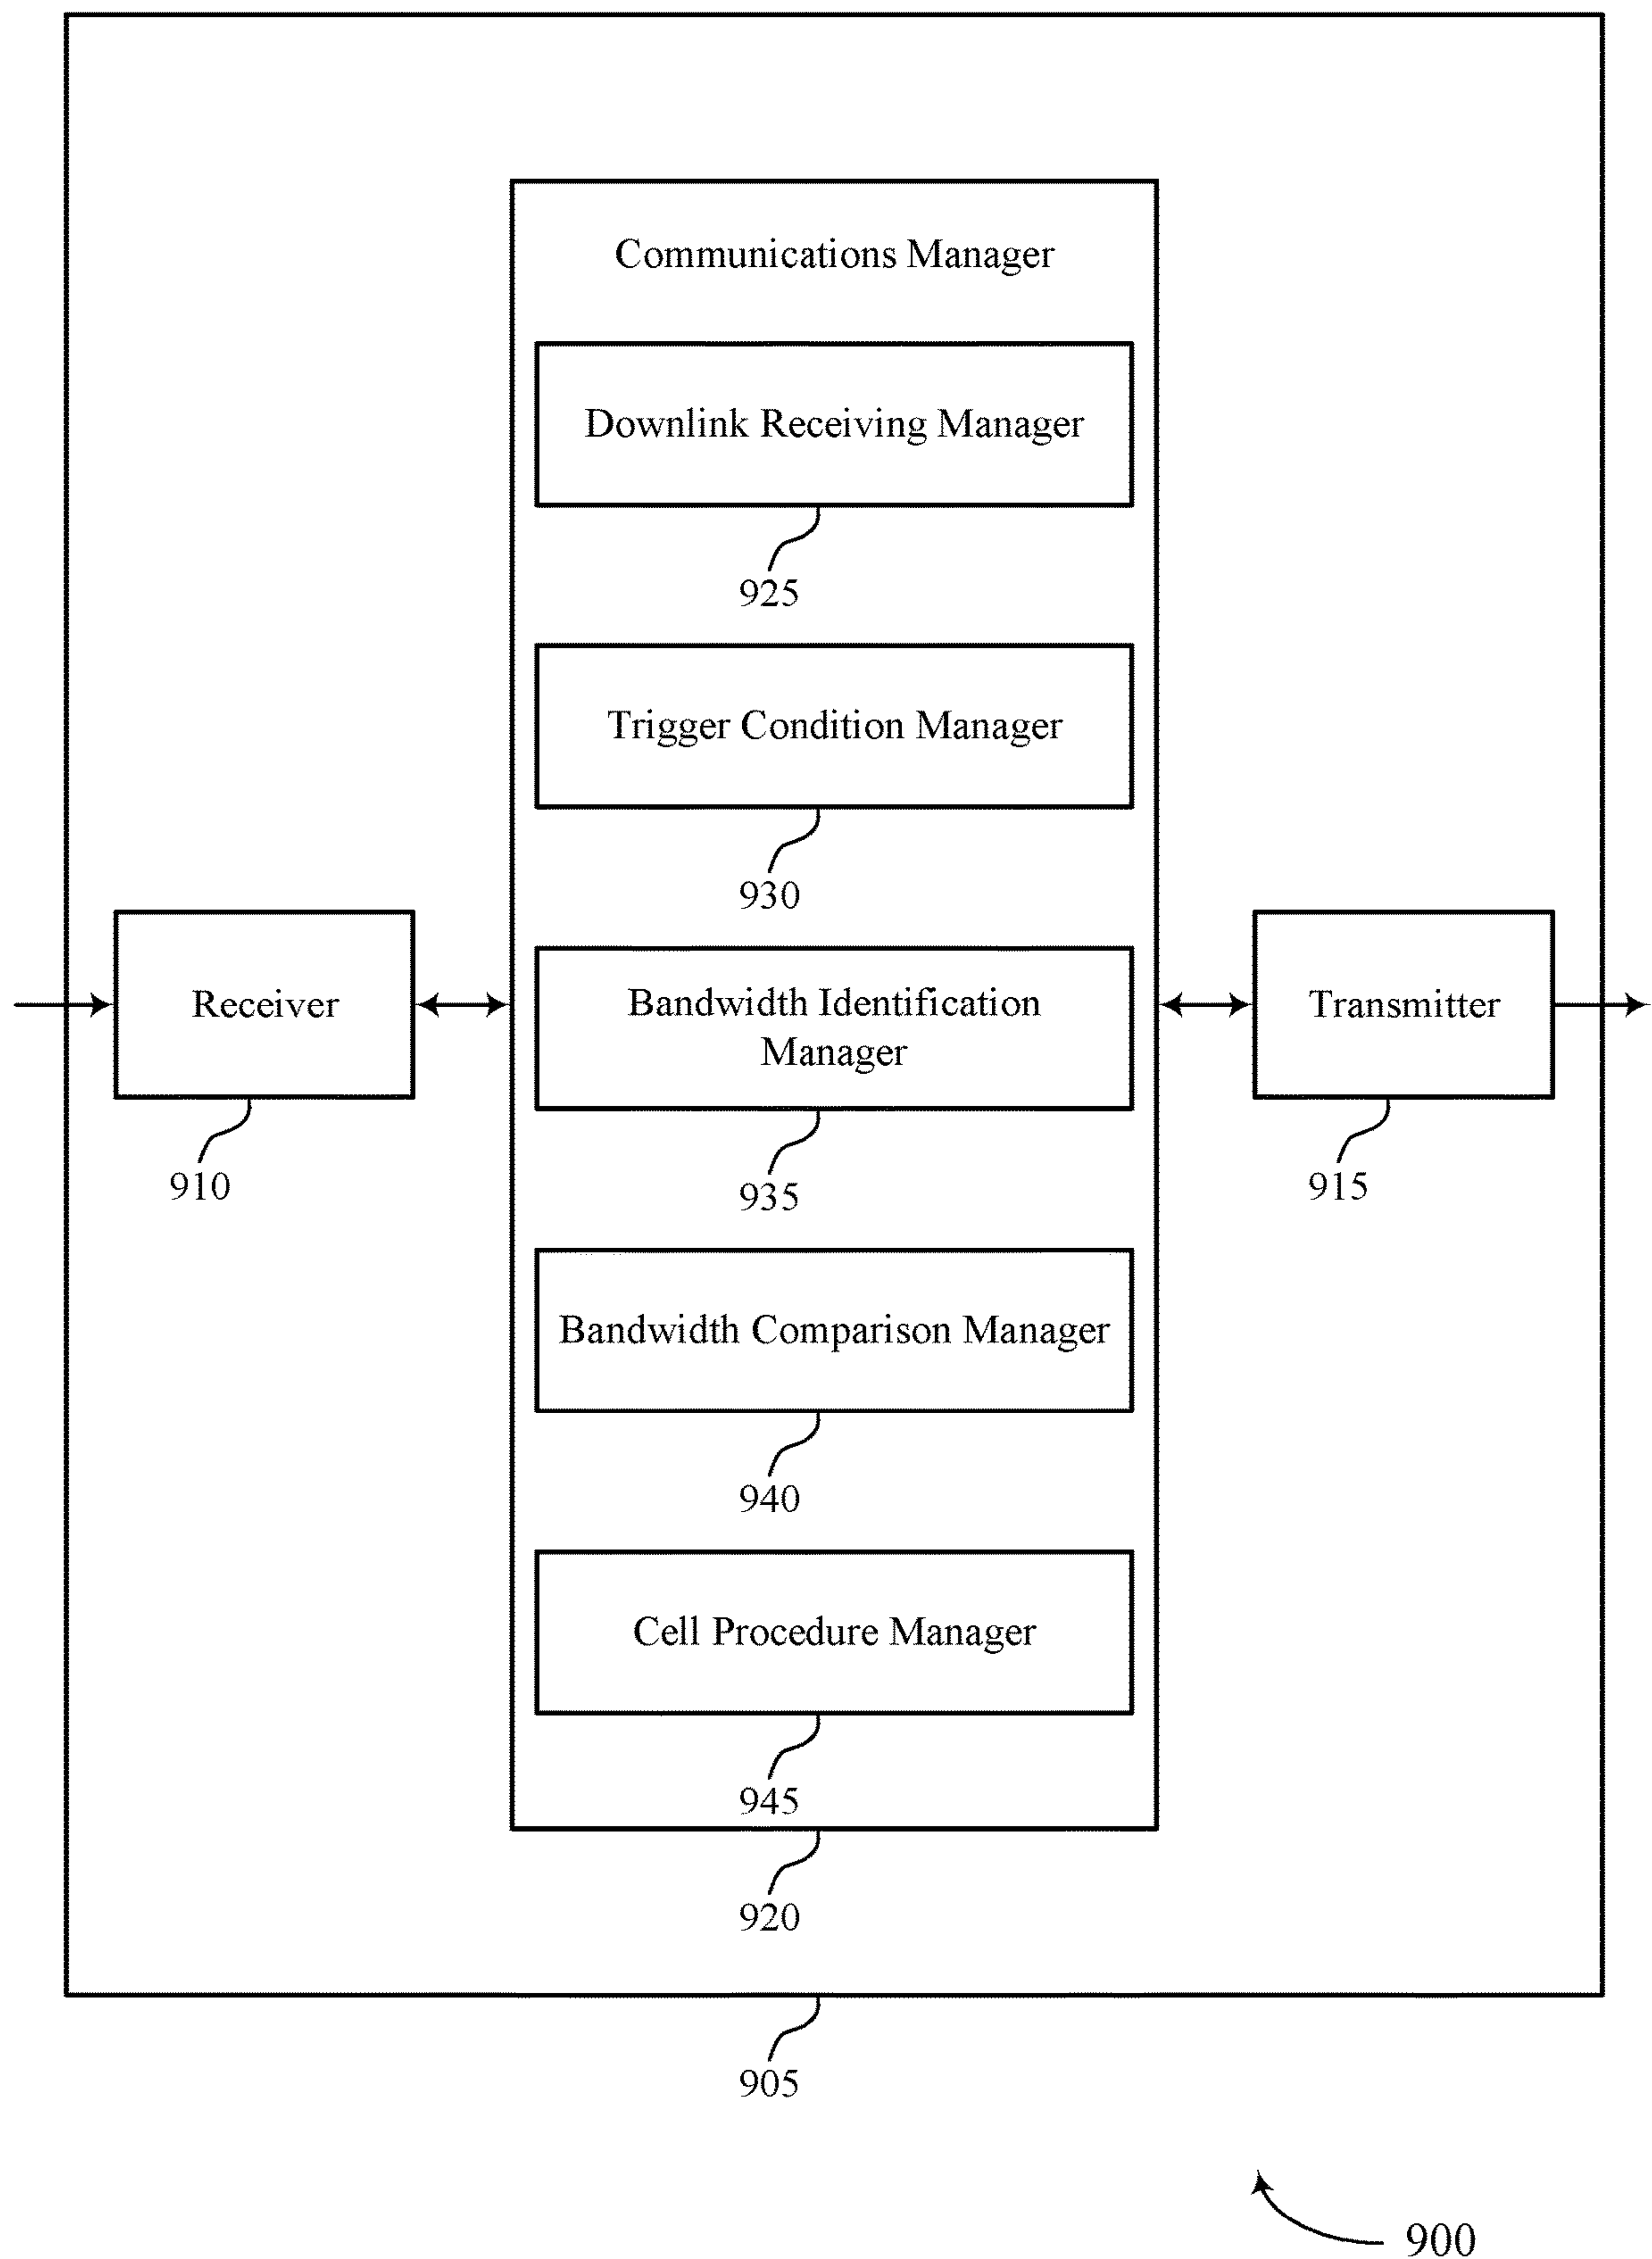 Communications Manager
Downlink Receiving Manager
925
Trigger Condition Manager
930
Receiver
910
Bandwidth Identification
Manager
935
Transmitter
915
Bandwidth Comparison Manager
940
Cell Procedure Manager
945
920
905
900